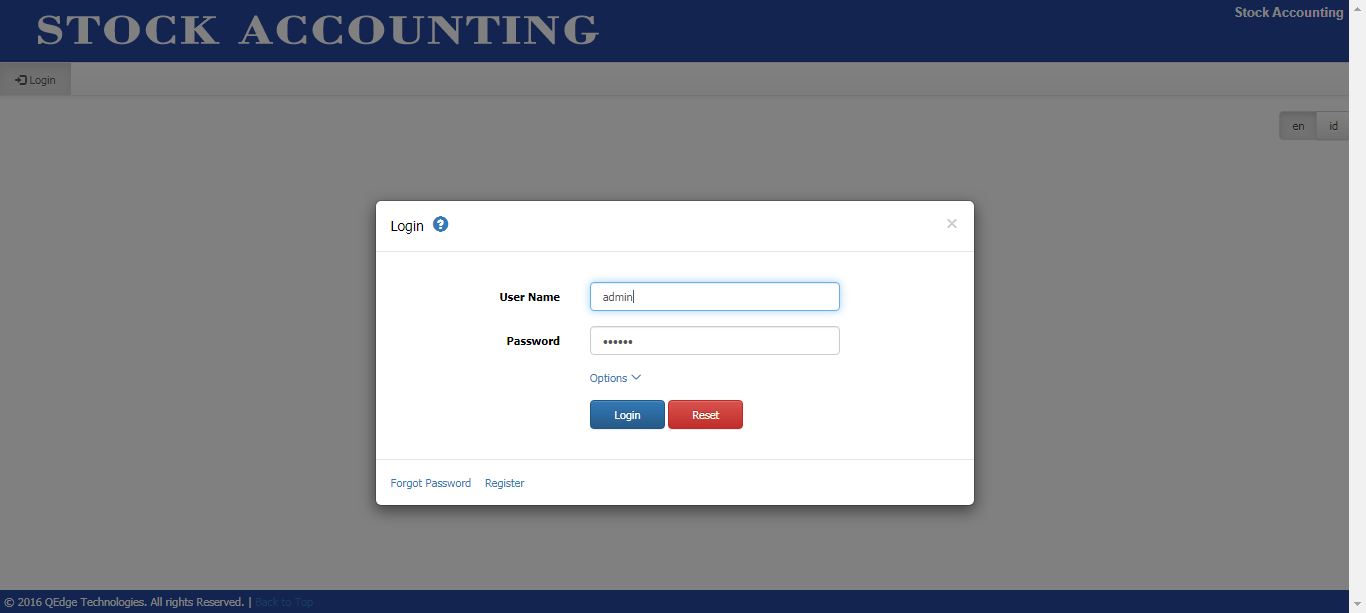 STOCK ACCOUNTING
Stock Accounting
Login
en id
Login
User Name admin
Password ••••••
Options
Login Reset
Forgot Password Register
© 2016 QEdge Technologies. All rights Reserved. | Back to Top